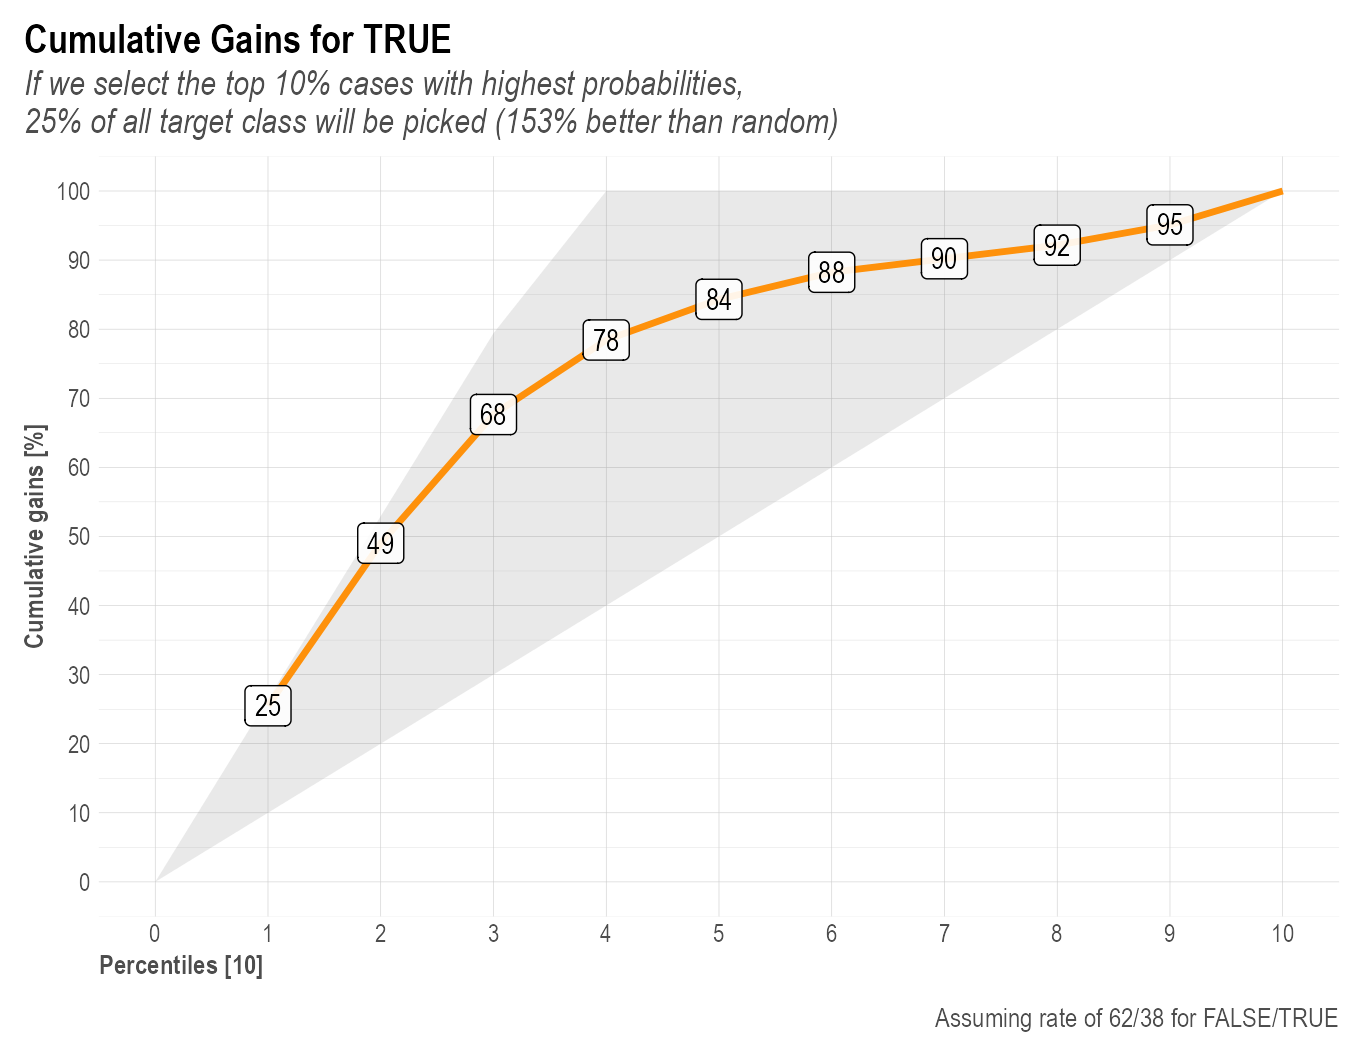 Cumulative Gains for TRUE
If we select the top 10% cases with highest probabilities,
25% of all target class will be picked (153% better than random)
Cumulative gains [%]
100
90
80
70
60
50
40
30
20
10
0
25
49
68
78
84
88
90
92
95
0 1 2 3 4 5 6 7 8 9 10
Percentiles [10]
Assuming rate of 62/38 for FALSE/TRUE